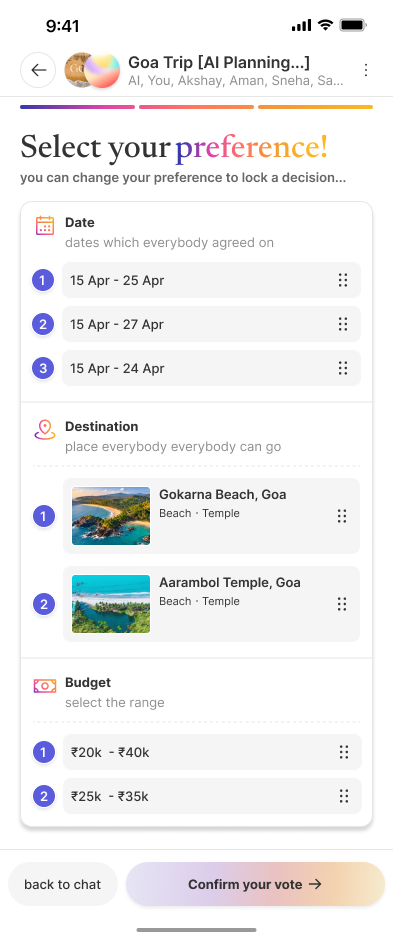 9:41
Goa Trip [AI Planning...]
AI, You, Akshay, Aman, Sneha, Sa...
Select your preference!
you can change your preference to lock a decision...
Date
dates which everybody agreed on
1 15 Apr - 25 Apr
2 15 Apr - 27 Apr
3 15 Apr - 24 Apr
Destination
place everybody everybody can go
1 Gokarna Beach, Goa
Beach · Temple
2 Aarambol Temple, Goa
Beach · Temple
Budget
select the range
1 ₹20k - ₹40k
2 ₹25k - ₹35k
back to chat
Confirm your vote →